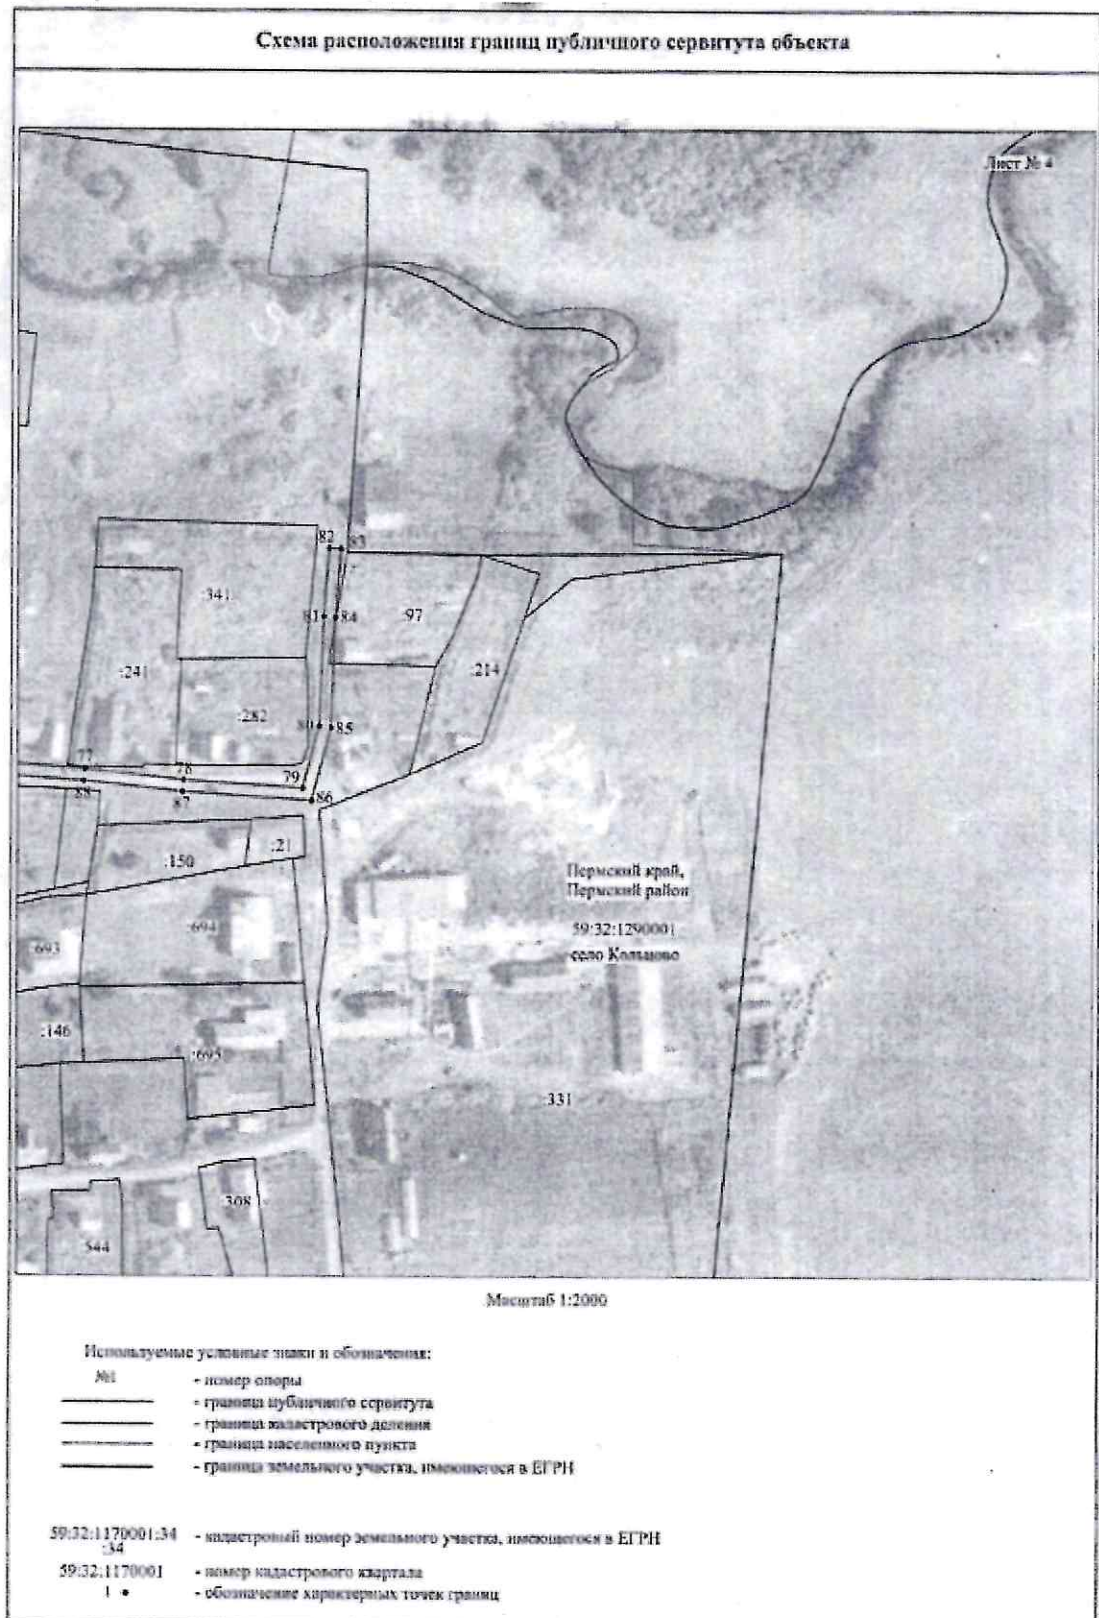 Схема расположения границ публичного сервитута объекта
Лист № 4
82 83
:341
81 84 :97
:241 :214
:282
80 85
77
78
79
88
87 86
:150 :21
Пермский край,
Пермский район
:694
59:32:1290001
:693
село Кольцово
:146
:695
:331
308
544
Масштаб 1:2000
Используемые условные знаки и обозначения:
№1 - номер опоры
- граница публичного сервитута
- граница кадастрового деления
- граница населенного пункта
- граница земельного участка, имеющегося в ЕГРН
59:32:1170001:34 - кадастровый номер земельного участка, имеющегося в ЕГРН
:34
59:32:1170001 - номер кадастрового квартала
1 • - обозначение характерных точек границ